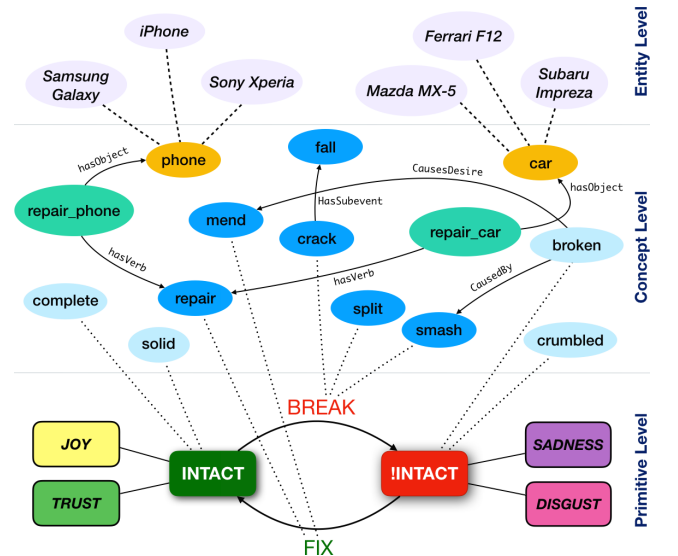 iPhone
Ferrari F12
Samsung
Galaxy
Sony Xperia
Mazda MX-5
Subaru
Impreza
Entity Level
hasObject
phone
fall
CausesDesire
car
hasObject
repair_phone
mend
HasSubevent
crack
repair_car
broken
hasVerb
hasVerb
CausedBy
complete
repair
split
smash
solid
crumbled
Concept Level
BREAK
JOY
INTACT
!INTACT
SADNESS
TRUST
DISGUST
FIX
Primitive Level